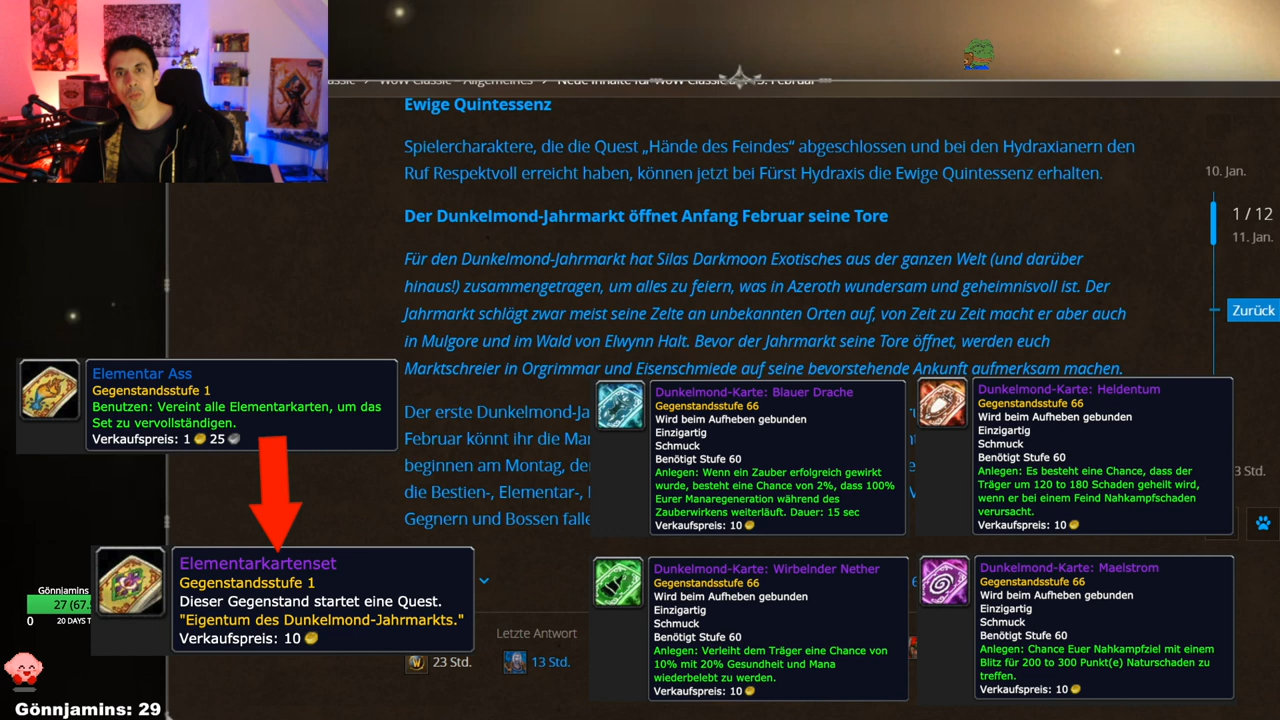 WoW Classic - Allgemeines
Neue Inhalte für WoW Classic
Februar
Ewige Quintessenz
Spielercharaktere, die die Quest „Hände des Feindes“ abgeschlossen und bei den Hydraxianern den
Ruf Respektvoll erreicht haben, können jetzt bei Fürst Hydraxis die Ewige Quintessenz erhalten.
10. Jan.
Der Dunkelmond-Jahrmarkt öffnet Anfang Februar seine Tore
1 / 12
11. Jan.
Für den Dunkelmond-Jahrmarkt hat Silas Darkmoon Exotisches aus der ganzen Welt (und darüber
hinaus!) zusammengetragen, um alles zu feiern, was in Azeroth wundersam und geheimnisvoll ist. Der
Jahrmarkt schlägt zwar meist seine Zelte an unbekannten Orten auf, von Zeit zu Zeit macht er aber auch
in Mulgore und im Wald von Elwynn Halt. Bevor der Jahrmarkt seine Tore öffnet, werden euch
Marktschreier in Orgrimmar und Eisenschmiede auf seine bevorstehende Ankunft aufmerksam machen.
Zurück
Der erste Dunkelmond-Ja
Februar könnt ihr die Ma
beginnen am Montag, de
die Bestien-, Elementar-,
Gegnern und Bossen falle
3 Std.
Elementar Ass
Gegenstandsstufe 1
Benutzen: Vereint alle Elementarkarten, um das
Set zu vervollständigen.
Verkaufspreis: 1 25
Elementarkartenset
Gegenstandsstufe 1
Dieser Gegenstand startet eine Quest.
"Eigentum des Dunkelmond-Jahrmarkts."
Verkaufspreis: 10
Dunkelmond-Karte: Blauer Drache
Gegenstandsstufe 66
Wird beim Aufheben gebunden
Einzigartig
Schmuck
Benötigt Stufe 60
Anlegen: Wenn ein Zauber erfolgreich gewirkt
wurde, besteht eine Chance von 2%, dass 100%
Eurer Manaregeneration während des
Zauberwirkens weiterläuft. Dauer: 15 sec
Verkaufspreis: 10
Dunkelmond-Karte: Heldentum
Gegenstandsstufe 66
Wird beim Aufheben gebunden
Einzigartig
Schmuck
Benötigt Stufe 60
Anlegen: Es besteht eine Chance, dass der
Träger um 120 to 180 Schaden geheilt wird,
wenn er bei einem Feind Nahkampfschaden
verursacht.
Verkaufspreis: 10
Dunkelmond-Karte: Wirbelnder Nether
Gegenstandsstufe 66
Wird beim Aufheben gebunden
Einzigartig
Schmuck
Benötigt Stufe 60
Anlegen: Verleiht dem Träger eine Chance von
10% mit 20% Gesundheit und Mana
wiederbelebt zu werden.
Verkaufspreis: 10
Dunkelmond-Karte: Maelstrom
Gegenstandsstufe 66
Wird beim Aufheben gebunden
Einzigartig
Schmuck
Benötigt Stufe 60
Anlegen: Chance Euer Nahkampfziel mit einem
Blitz für 200 to 300 Punkt(e) Naturschaden zu
treffen.
Verkaufspreis: 10
Letzte Antwort
23 Std.
13 Std.
Gönnjamins
27 (67.
0
20 DAYS T
Gönnjamins: 29